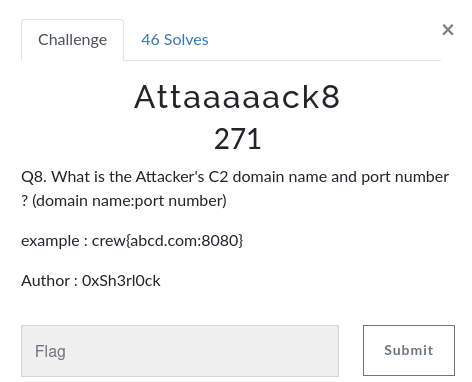 Challenge
46 Solves
×
Attaaaaaack8
271
Q8. What is the Attacker's C2 domain name and port number
? (domain name:port number)
example : crew{abcd.com:8080}
Author : 0xSh3rl0ck
Flag
Submit